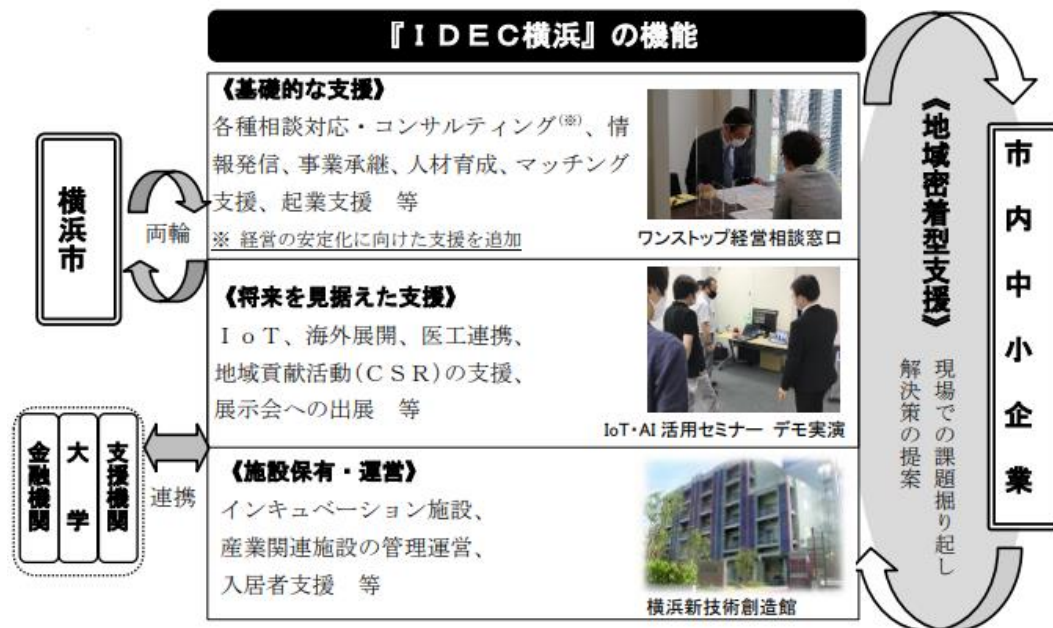 『ＩＤＥＣ横浜』の機能
横浜市
両輪
金融機関
大学
支援機関
連携
《基礎的な支援》
各種相談対応・コンサルティング(※)、情
報発信、事業承継、人材育成、マッチング
支援、起業支援　等
※ 経営の安定化に向けた支援を追加
ワンストップ経営相談窓口
《将来を見据えた支援》
ＩｏＴ、海外展開、医工連携、
地域貢献活動(ＣＳＲ)の支援、
展示会への出展　等
IoT・AI 活用セミナー デモ実演
《施設保有・運営》
インキュベーション施設、
産業関連施設の管理運営、
入居者支援　等
横浜新技術創造館
《地域密着型支援》
現場での課題掘り起し
解決策の提案
市内中小企業